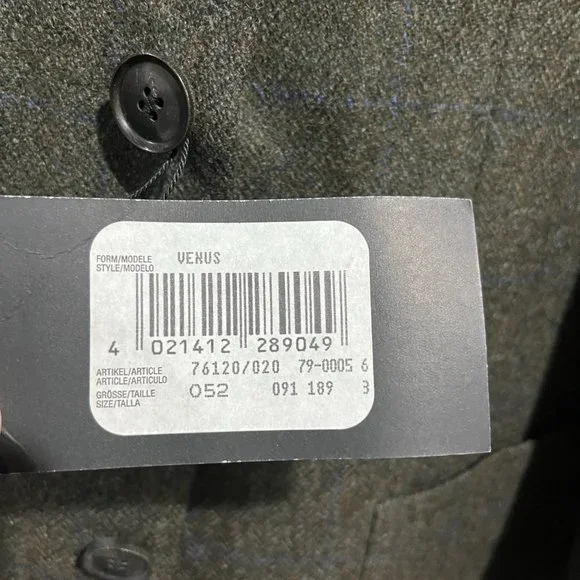 FORM/MODELE VENUS
STYLE/MODELO
4 021412 289049
ARTIKEL/ARTICLE 76120/020 79-0005 6
ARTICLE/ARTICULO
GRÖSSE/TAILLE 052 091 189 3
SIZE/TALLA